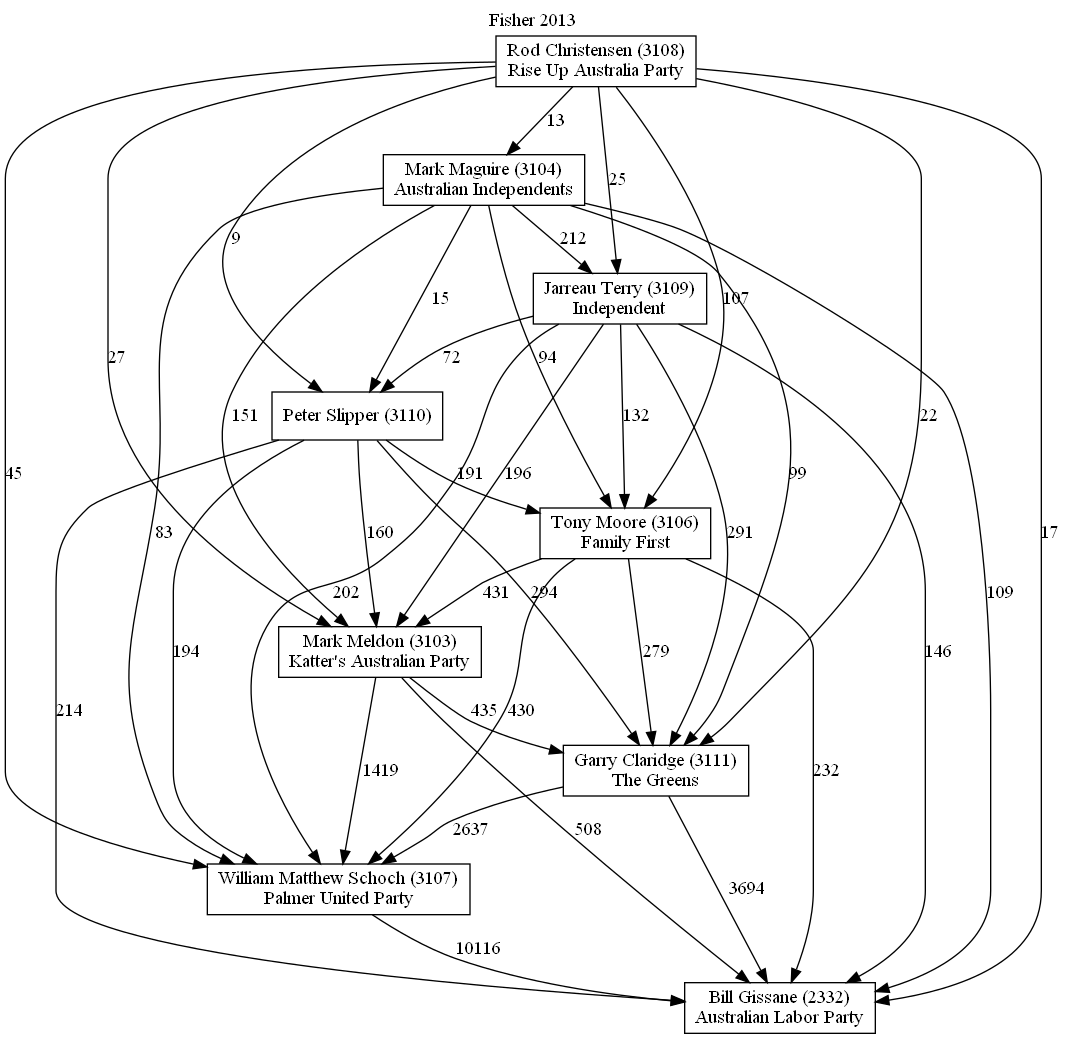 Fisher 2013
Rod Christensen (3108)
Rise Up Australia Party
13
Mark Maguire (3104)
Australian Independents
25
9
212
Jarreau Terry (3109)
Independent
15
107
27
94
72
151
Peter Slipper (3110)
132
22
45
191
196
99
Tony Moore (3106)
Family First
83
160
291
17
202
431
294
109
Mark Meldon (3103)
Katter's Australian Party
194
279
146
214
435
430
Garry Claridge (3111)
The Greens
1419
232
2637
508
William Matthew Schoch (3107)
Palmer United Party
3694
10116
Bill Gissane (2332)
Australian Labor Party